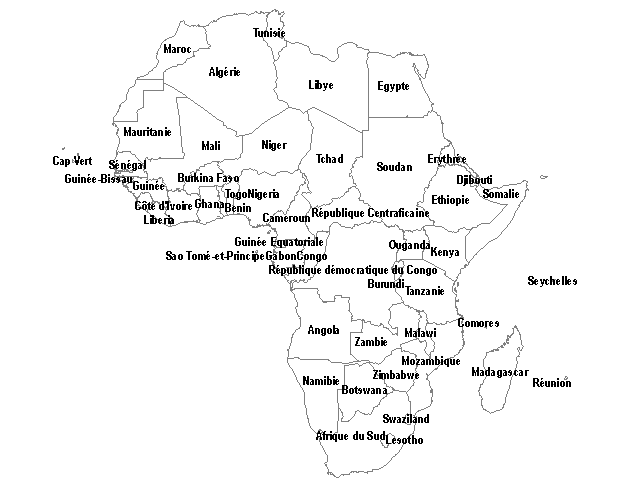 Tunisie
Maroc
Algérie
Libye
Egypte
Mauritanie
Mali
Niger
Tchad
Soudan
Erythrée
Cap Vert
Sénégal
Guinée-Bissau
Guinée
Burkina Faso
Djibouti
Somalie
Ethiopie
Côte d'Ivoire
Ghana
Togo
Nigeria
Bénin
Liberia
Cameroun
République Centraficaine
Guinée Equatoriale
Ouganda
Kenya
Sao Tomé-et-Principe
Gabon
Congo
République démocratique du Congo
Burundi
Tanzanie
Seychelles
Angola
Zambie
Malawi
Comores
Mozambique
Madagascar
Réunion
Namibie
Zimbabwe
Botswana
Swaziland
Afrique du Sud
Lesotho